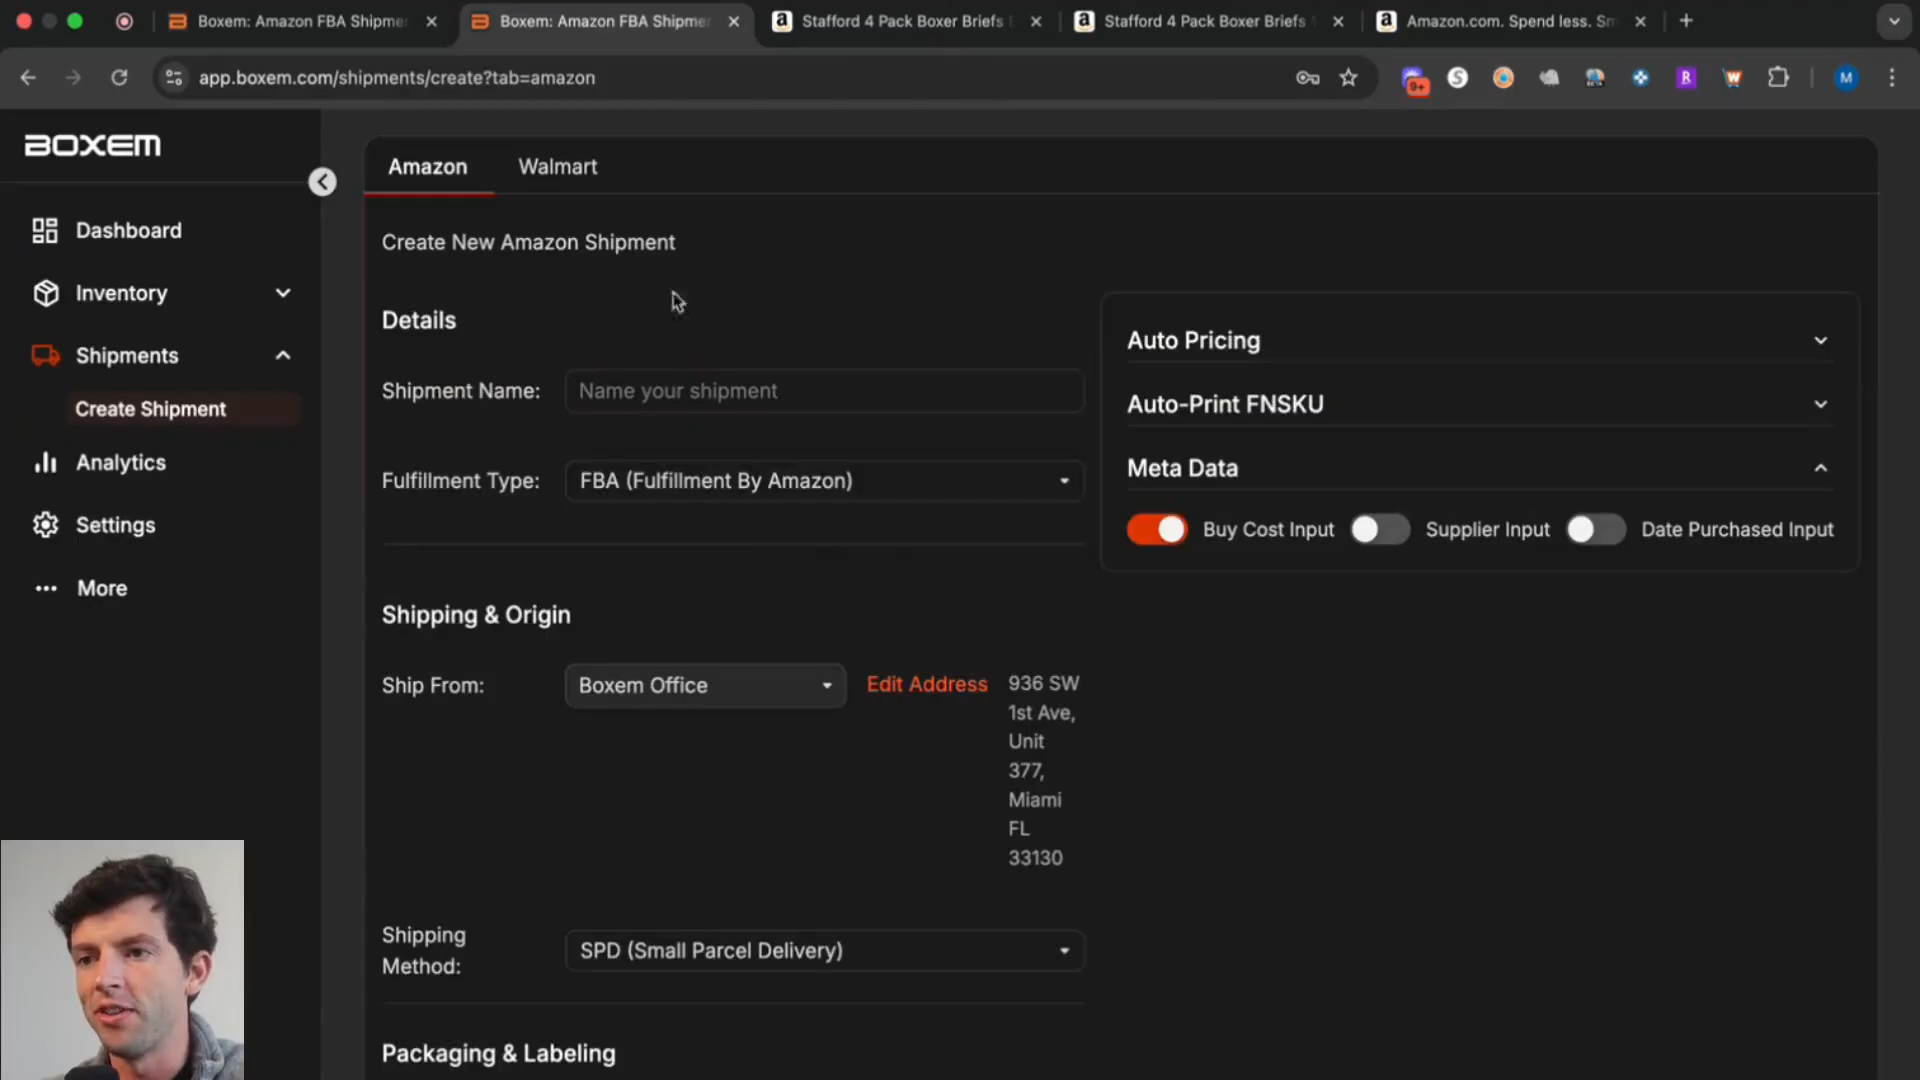 Boxem: Amazon FBA Shipme
Boxem: Amazon FBA Shipme
Stafford 4 Pack Boxer Briefs
Stafford 4 Pack Boxer Briefs
Amazon.com. Spend less. Sm
app.boxem.com/shipments/create?tab=amazon
9+
S
BETA
R
M
BOXEM
Dashboard
Inventory
Shipments
Create Shipment
Analytics
Settings
More
Amazon
Walmart
Create New Amazon Shipment
Details
Shipment Name:
Name your shipment
Fulfillment Type:
FBA (Fulfillment By Amazon)
Auto Pricing
Auto-Print FNSKU
Meta Data
Buy Cost Input
Supplier Input
Date Purchased Input
Shipping & Origin
Ship From:
Boxem Office
Edit Address
936 SW
1st Ave,
Unit
377,
Miami
FL
33130
Shipping
Method:
SPD (Small Parcel Delivery)
Packaging & Labeling